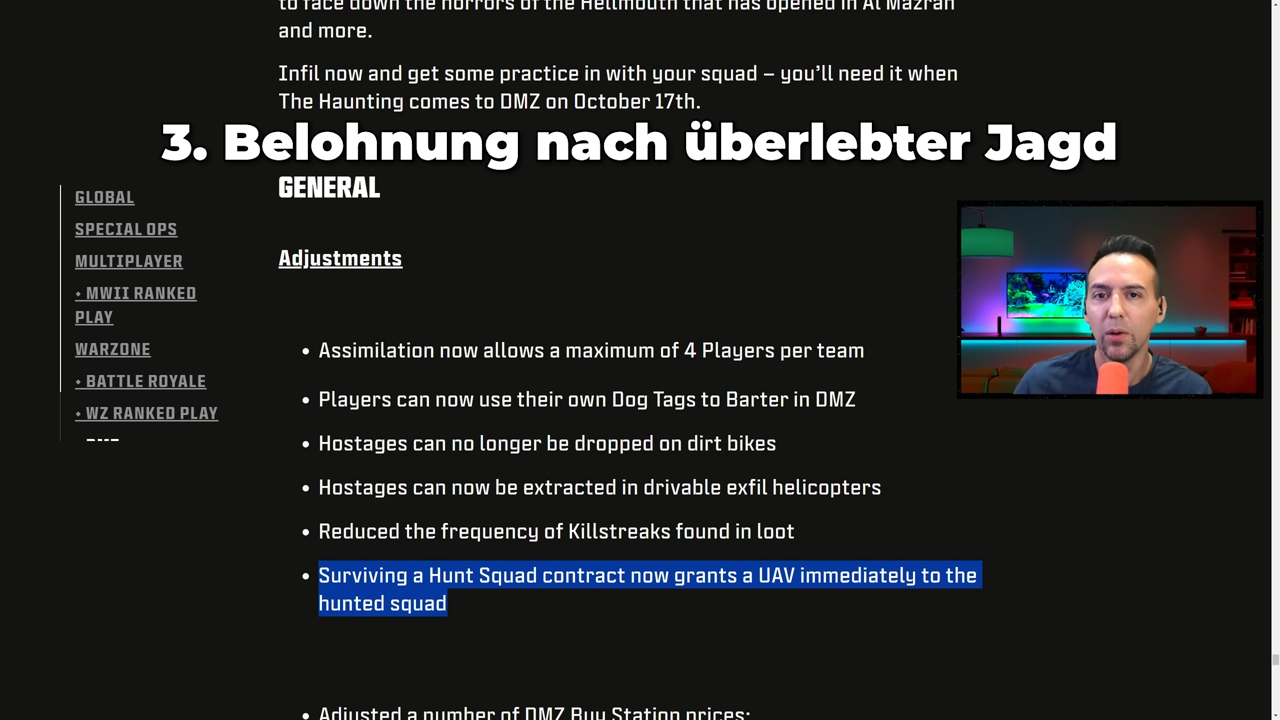 to face down the horrors of the Hellmouth that has opened in Al Mazrah
and more.
Infil now and get some practice in with your squad – you’ll need it when
The Haunting comes to DMZ on October 17th.
3. Belohnung nach überlebter Jagd
GENERAL
GLOBAL
SPECIAL OPS
MULTIPLAYER
• MWII RANKED
PLAY
WARZONE
• BATTLE ROYALE
• WZ RANKED PLAY
• DMZ
Adjustments
• Assimilation now allows a maximum of 4 Players per team
• Players can now use their own Dog Tags to Barter in DMZ
• Hostages can no longer be dropped on dirt bikes
• Hostages can now be extracted in drivable exfil helicopters
• Reduced the frequency of Killstreaks found in loot
• Surviving a Hunt Squad contract now grants a UAV immediately to the
hunted squad
• Adjusted a number of DMZ Buy Station prices: